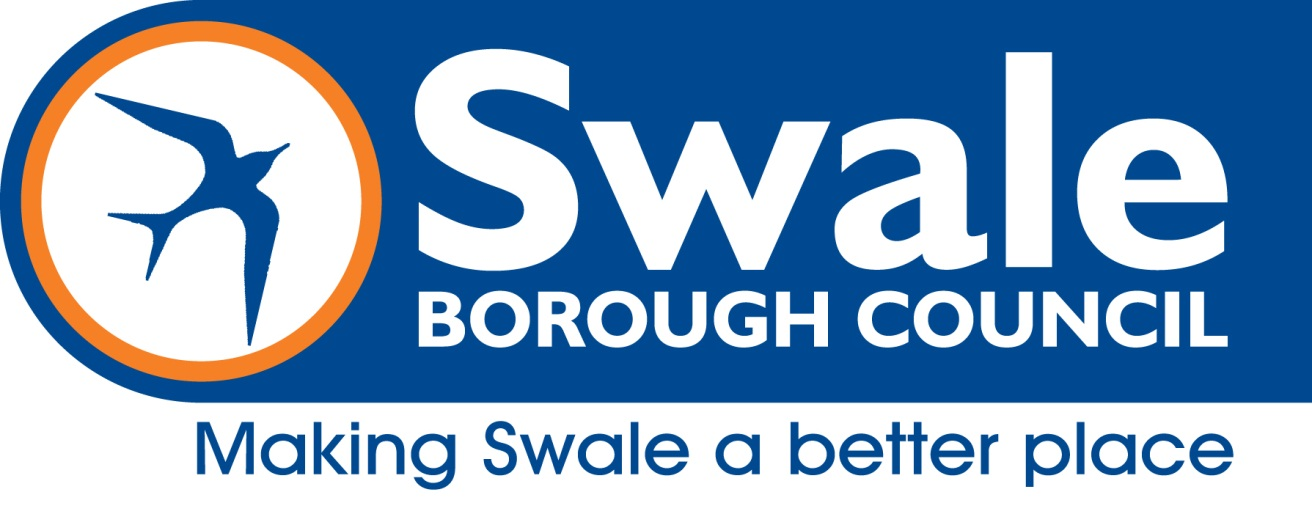 Swale
BOROUGH COUNCIL
Making Swale a better place